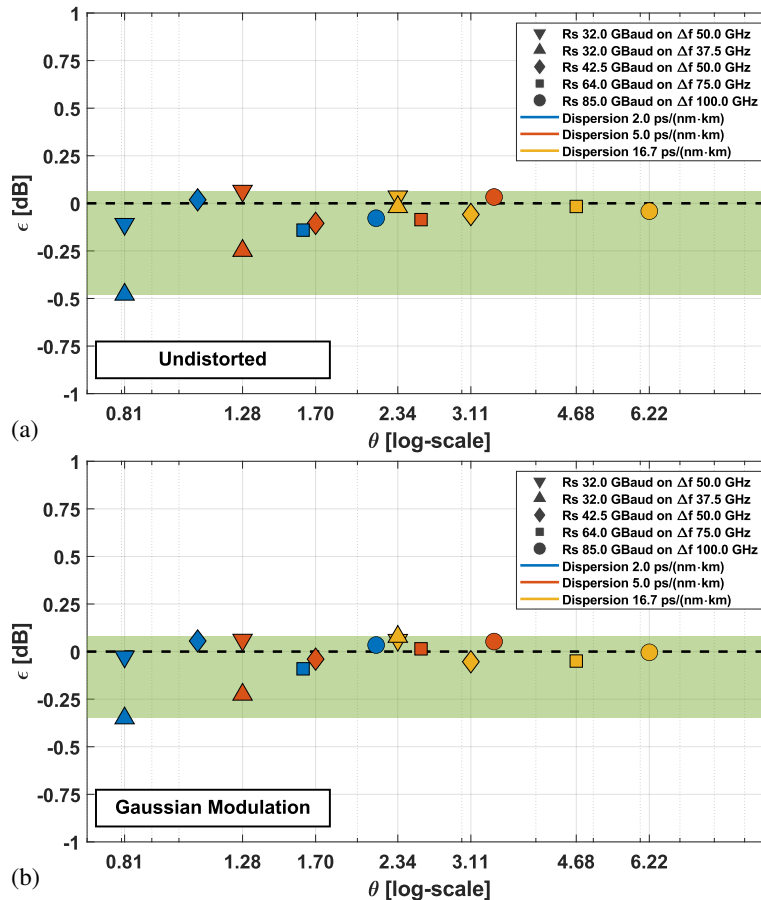 1
0.75
0.5
0.25
0
-0.25
-0.5
-0.75
-1
ϵ [dB]
Rs 32.0 GBaud on Δf 50.0 GHz
Rs 32.0 GBaud on Δf 37.5 GHz
Rs 42.5 GBaud on Δf 50.0 GHz
Rs 64.0 GBaud on Δf 75.0 GHz
Rs 85.0 GBaud on Δf 100.0 GHz
Dispersion 2.0 ps/(nm·km)
Dispersion 5.0 ps/(nm·km)
Dispersion 16.7 ps/(nm·km)
Undistorted
0.81 1.28 1.70 2.34 3.11 4.68 6.22
(a)
θ [log-scale]
1
0.75
0.5
0.25
0
-0.25
-0.5
-0.75
-1
ϵ [dB]
Rs 32.0 GBaud on Δf 50.0 GHz
Rs 32.0 GBaud on Δf 37.5 GHz
Rs 42.5 GBaud on Δf 50.0 GHz
Rs 64.0 GBaud on Δf 75.0 GHz
Rs 85.0 GBaud on Δf 100.0 GHz
Dispersion 2.0 ps/(nm·km)
Dispersion 5.0 ps/(nm·km)
Dispersion 16.7 ps/(nm·km)
Gaussian Modulation
0.81 1.28 1.70 2.34 3.11 4.68 6.22
(b)
θ [log-scale]